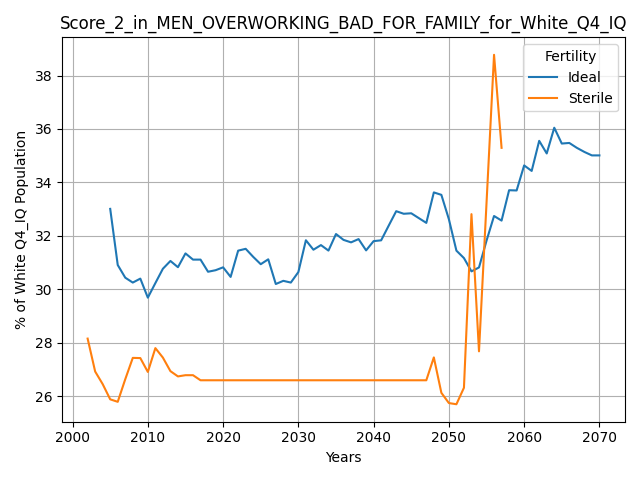 Score_2_in_MEN_OVERWORKING_BAD_FOR_FAMILY_for_White_Q4_IQ
Fertility
Ideal
Sterile
% of White Q4_IQ Population
38
36
34
32
30
28
26
2000 2010 2020 2030 2040 2050 2060 2070
Years